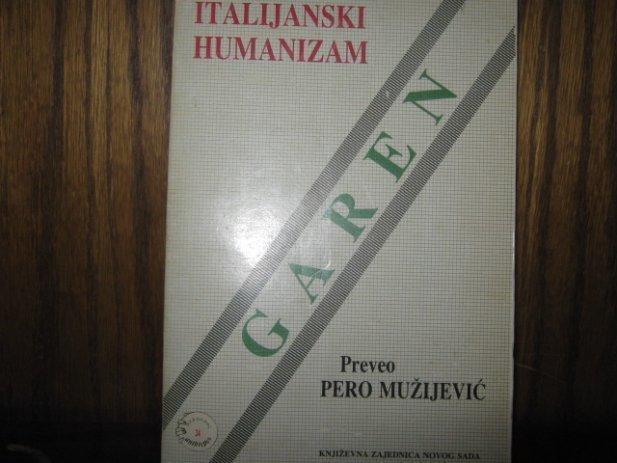 ITALIJANSKI
HUMANIZAM
GAREN
Preveo
PERO MUŽIJEVIĆ
KNJIŽEVNA ZAJEDNICA NOVOG SADA